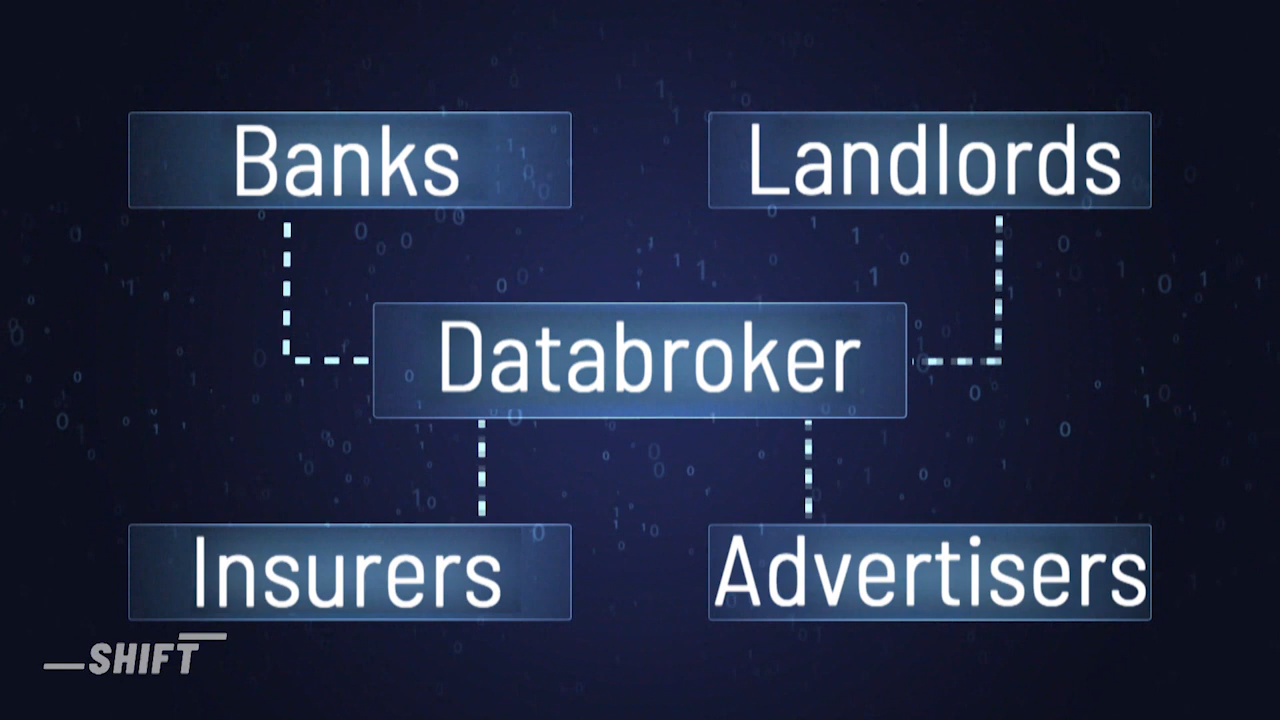 Banks
Landlords
Databroker
Insurers
Advertisers
SHIFT